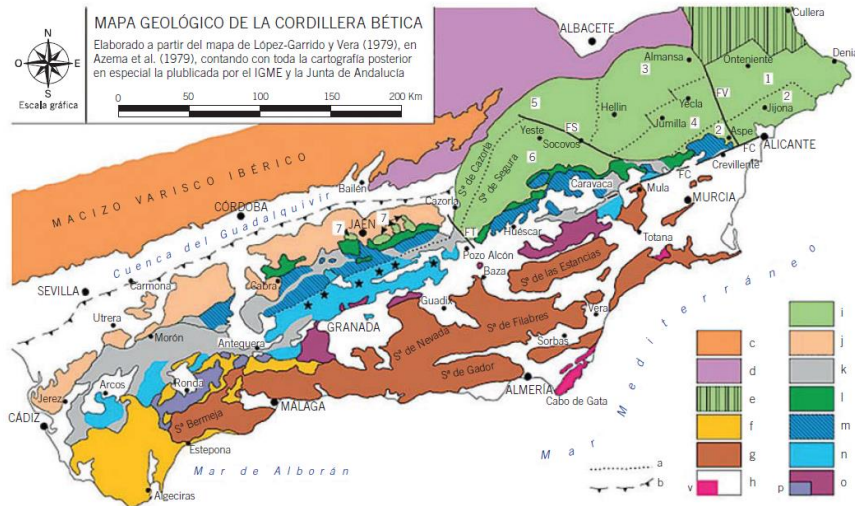 MAPA GEOLÓGICO DE LA CORDILLERA BÉTICA
Elaborado a partir del mapa de López-Garrido y Vera (1979), en
Azema et al. (1979), contando con toda la cartografía posterior
en especial la plublicada por el IGME y la Junta de Andalucía
N
O
E
S
Escala gráfica
0
50
100
150
200 Km
ALBACETE
Cullera
Almansa
Onteniente
Denia
3
1
5
Hellin
Yecla
FV
2
Jijona
Yeste
FS
Socovos
Jumilla
4
2
Aspe
ALICANTE
FC
Crevillente
MACIZO VARISCO IBÉRICO
Bailén
Sª de Cazorla
Sª de Segura
6
Caravaca
FC
Mula
MURCIA
CÓRDOBA
Cazorla
7
JAÉN
7
Cuenca del Guadalquivir
FT
Huéscar
Totana
Pozo Alcón
Baza
Sª de las Estancias
SEVILLA
Carmona
Cabra
Guadix
Utrera
GRANADA
Vera
Morón
Antequera
Sª de Nevada
Sª de Filabres
Sorbas
Arcos
Ronda
Sª de Gador
ALMERÍA
Jerez
CÁDIZ
MÁLAGA
Cabo de Gata
Sª Bermeja
Estepona
Mar de Alborán
Algeciras
Mar Mediterráneo
i
c
j
d
k
e
l
f
m
g
n
a
b
v
h
p
o